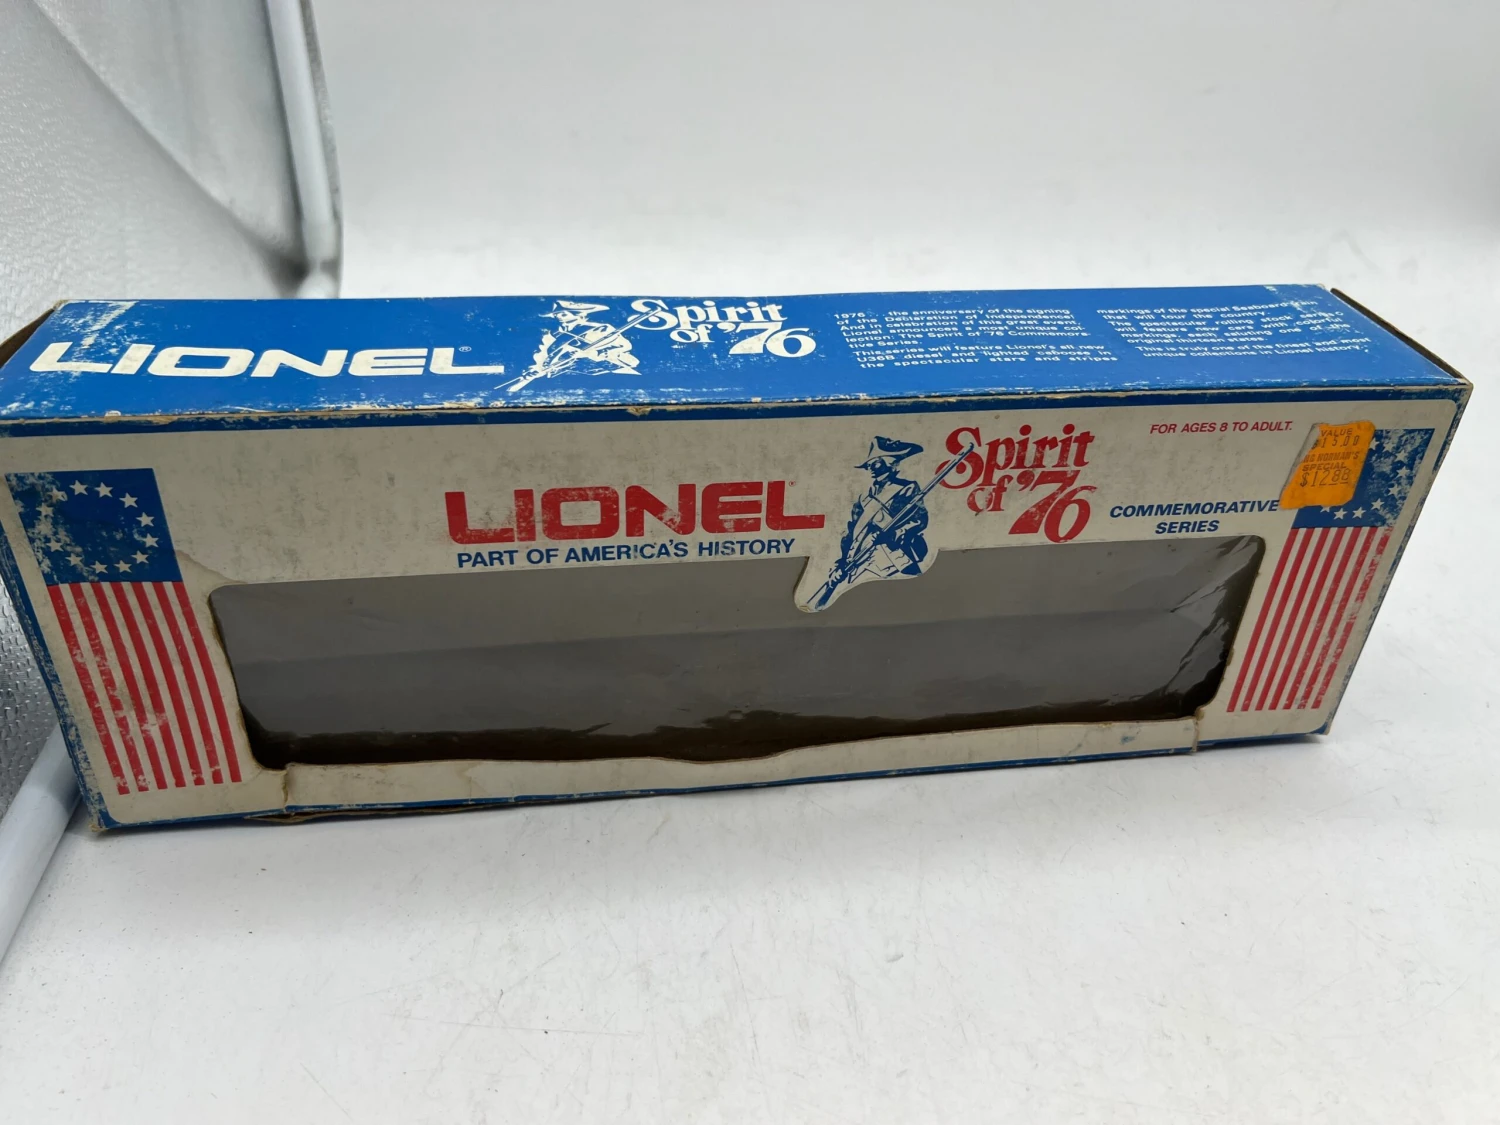 LIONEL®
Spirit
of '76
1976 . . . the anniversary of the signing
of the Declaration of Independence.
And in celebration of this great event,
Lionel announces a most unique col-
lection: The Spirit of '76 Commemora-
tive Series.
This series will feature Lionel's all new
U36B diesel and lighted caboose in
the spectacular stars and stripes
markings of the special Seaboard train
that will tour the country.
The spectacular rolling stock series
will feature new cars with
markings each saluting one of the
original thirteen states.
This is truly one of the finest and most
unique collections in Lionel history.
FOR AGES 8 TO ADULT.
VALUE
$15.08
NORMAN'S
SPECIAL
$12.88
LIONEL®
PART OF AMERICA'S HISTORY
Spirit
of '76
COMMEMORATIVE
SERIES